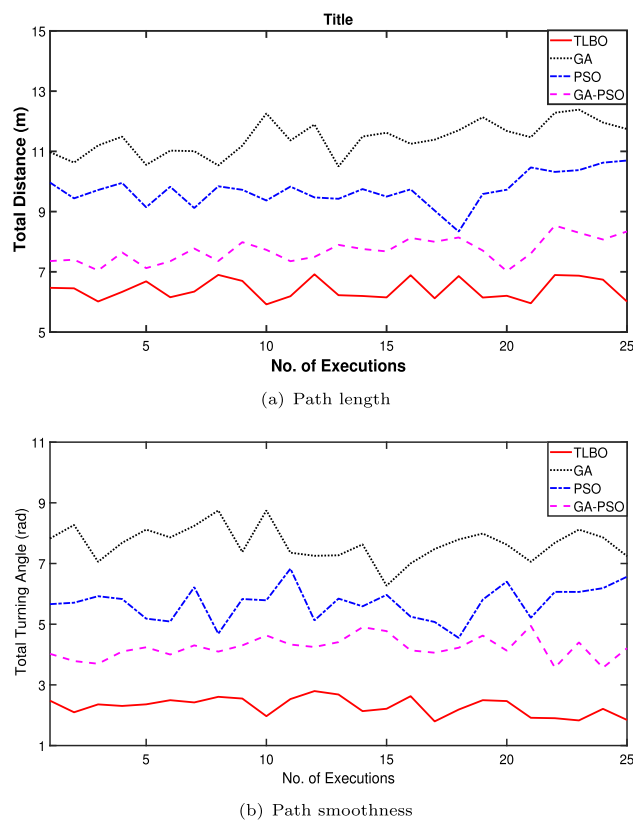 Title
Total Distance (m)
15
13
11
9
7
5
5
10
15
20
25
No. of Executions
TLBO
GA
PSO
GA-PSO
(a) Path length
Total Turning Angle (rad)
11
9
7
5
3
1
5
10
15
20
25
No. of Executions
TLBO
GA
PSO
GA-PSO
(b) Path smoothness